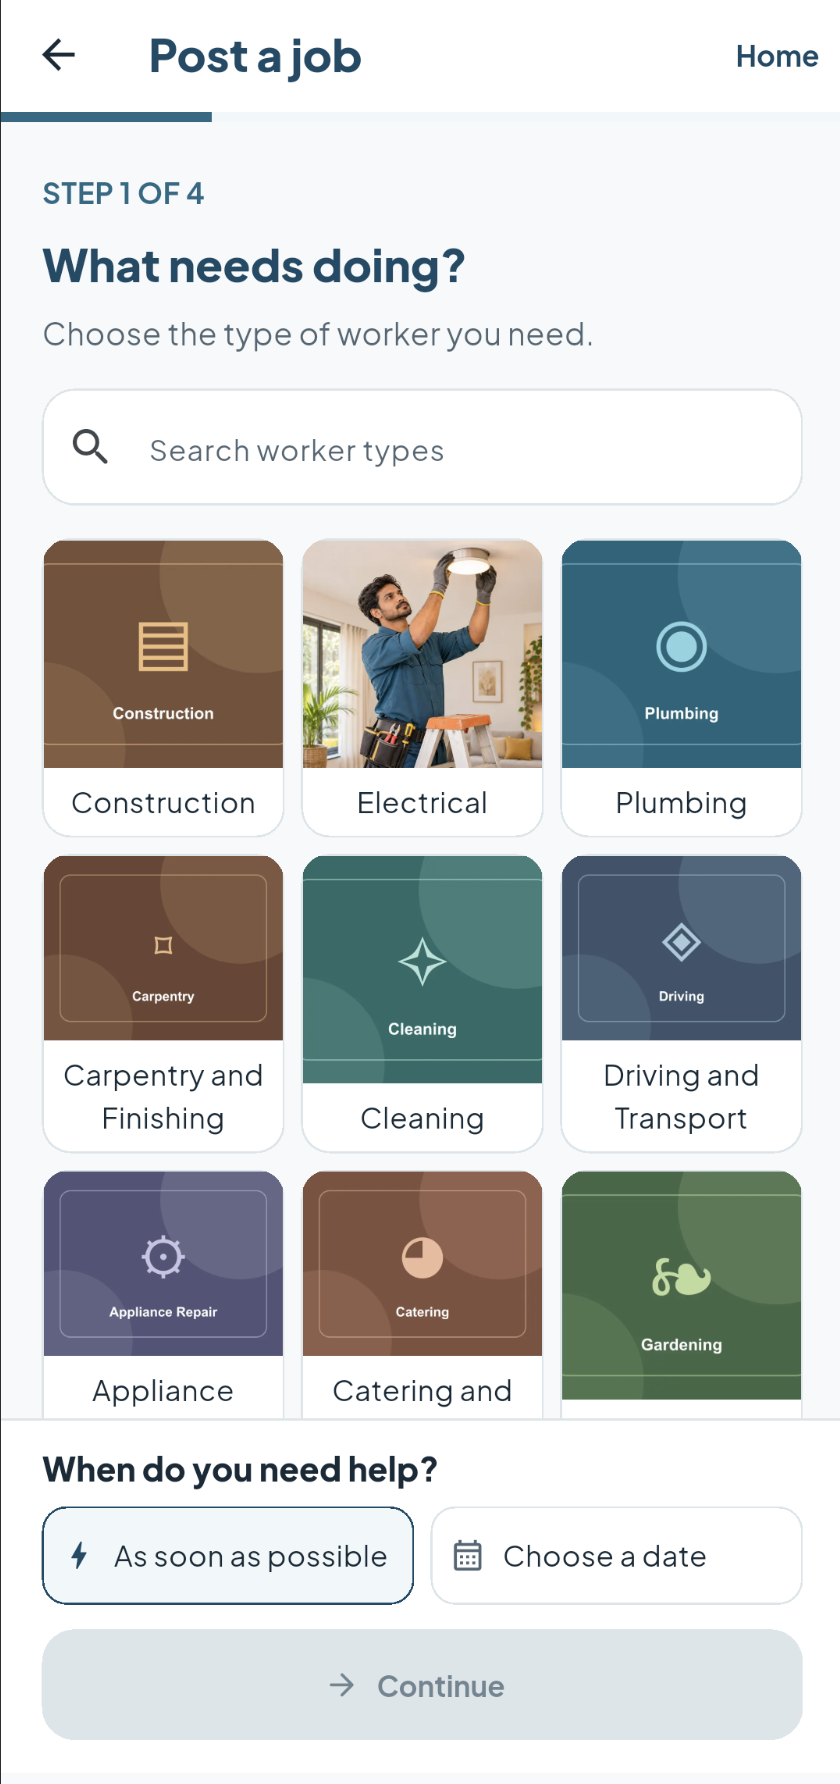 Post a job
Home
STEP 1 OF 4
What needs doing?
Choose the type of worker you need.
Search worker types
Construction
Plumbing
Construction
Electrical
Plumbing
Carpentry
Cleaning
Driving
Carpentry and
Finishing
Cleaning
Driving and
Transport
Appliance Repair
Catering
Gardening
Appliance
Catering and
When do you need help?
As soon as possible
Choose a date
Continue